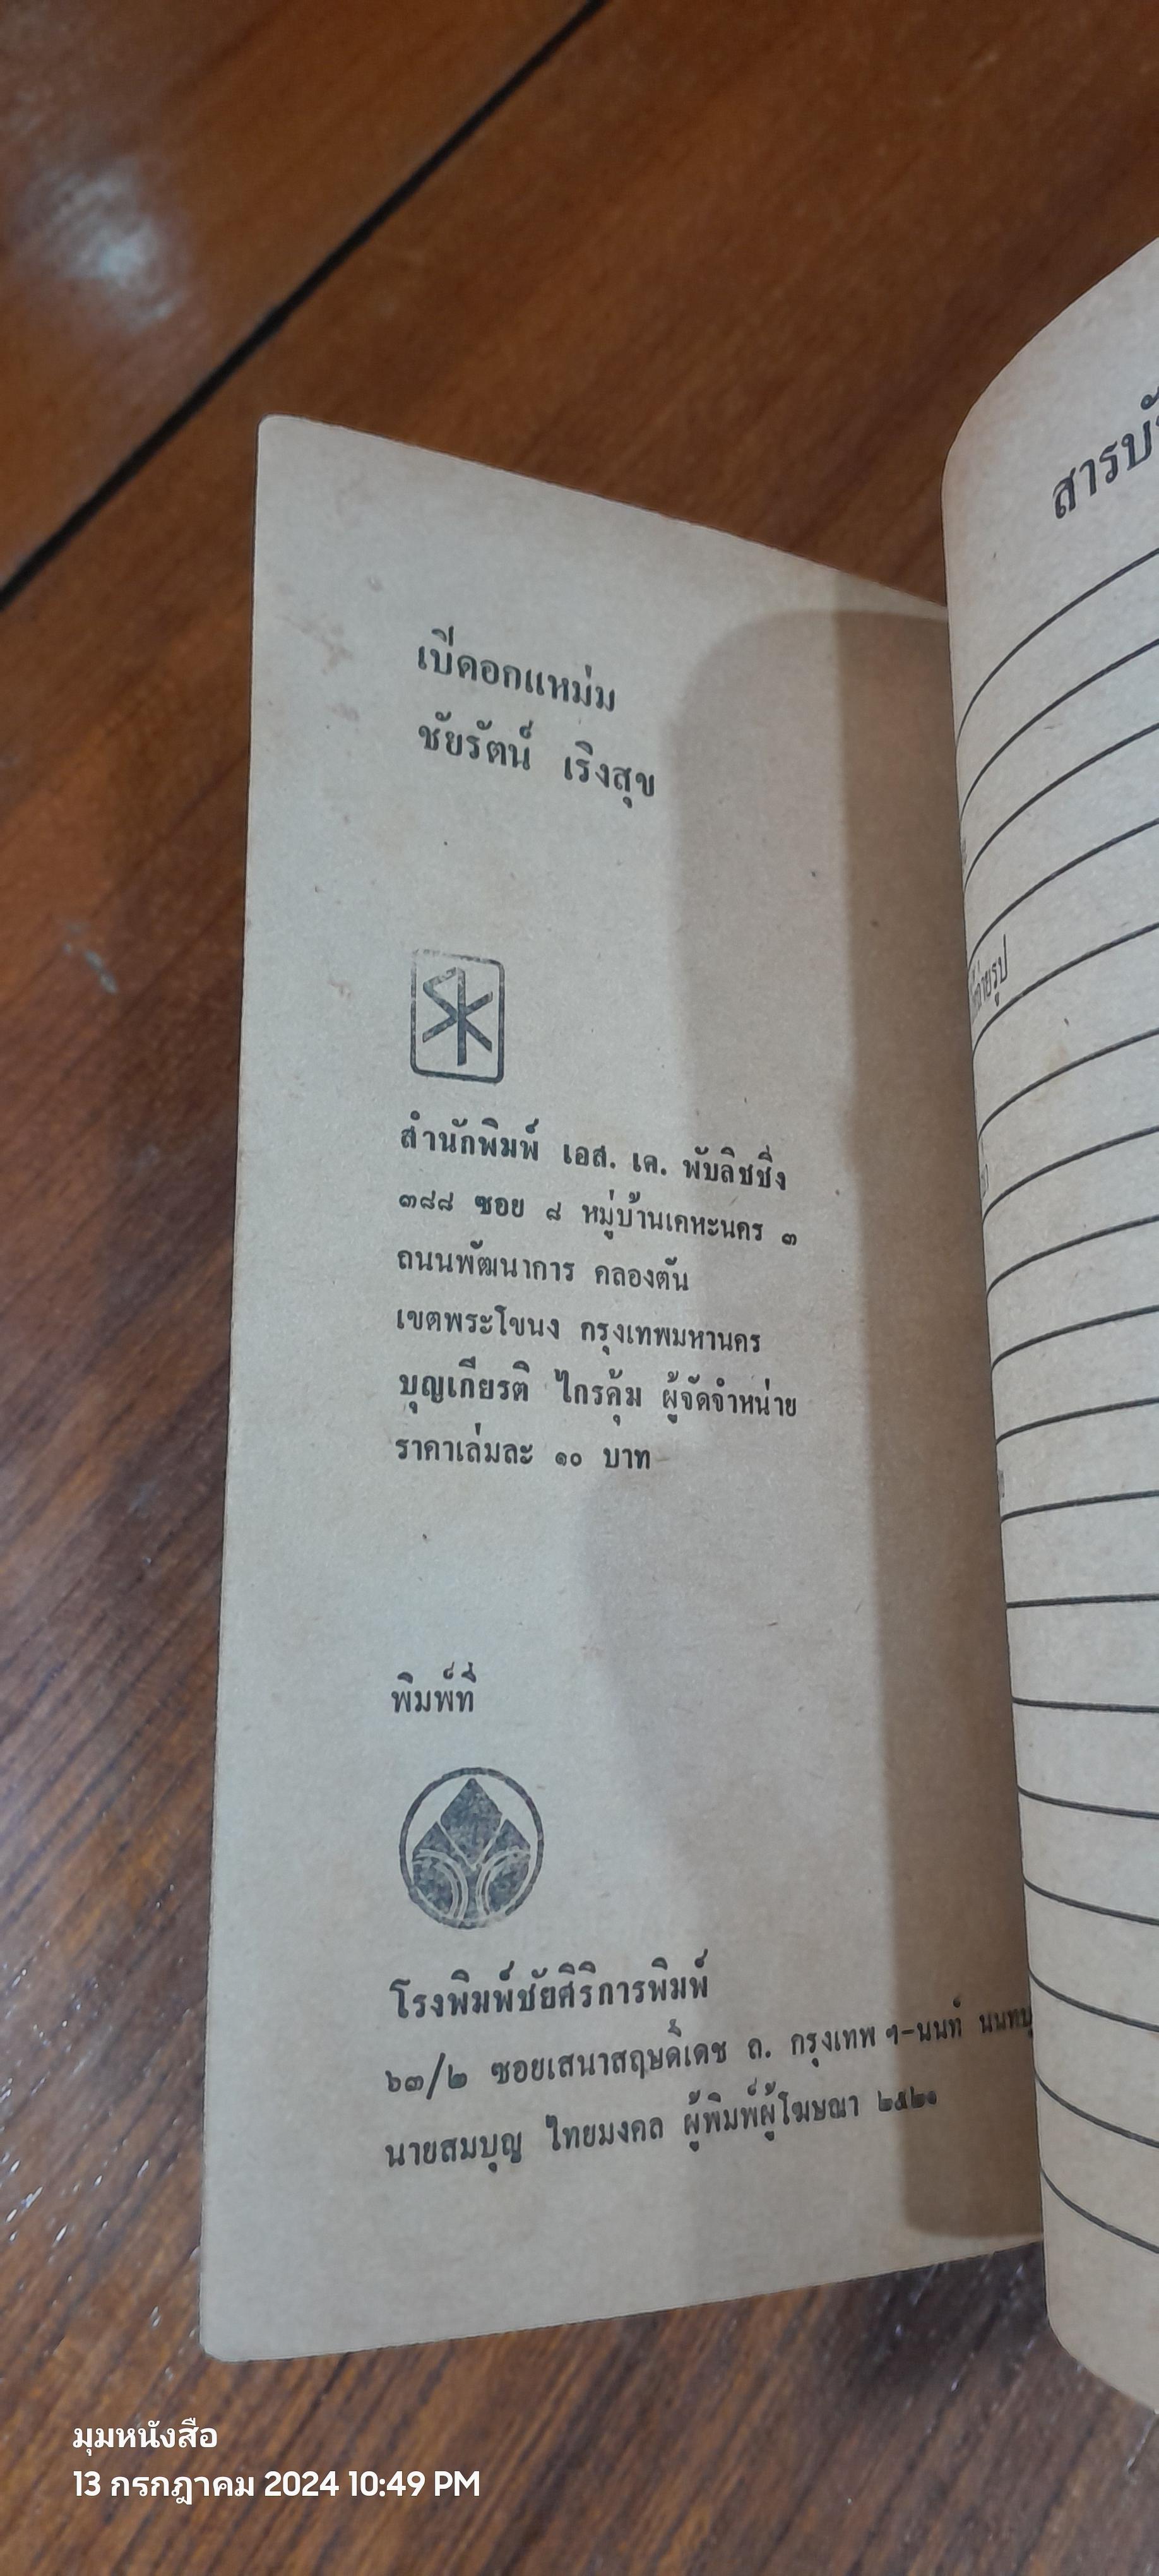 เบ็ดอกแหม่ม
ชัยรัตน์ เริงสุข
สำนักพิมพ์ เอส. เค. พับลิชชิ่ง
๓๘๘ ซอย ๘ หมู่บ้านเคหะนคร ๓
ถนนพัฒนาการ คลองตัน
เขตพระโขนง กรุงเทพมหานคร
บุญเกียรติ ไกรคุ้ม ผู้จัดจำหน่าย
ราคาเล่มละ ๑๐ บาท
พิมพ์ที่
โรงพิมพ์ชัยศิริการพิมพ์
๖๓/๒ ซอยเสนาสฤษดิ์เดช ถ. กรุงเทพ ฯ-นนท์
นายสมบุญ ไทยมงคล ผู้พิมพ์ผู้โฆษณา ๒๕๒๑
มุมหนังสือ
13 กรกฎาคม 2024 10:49 PM